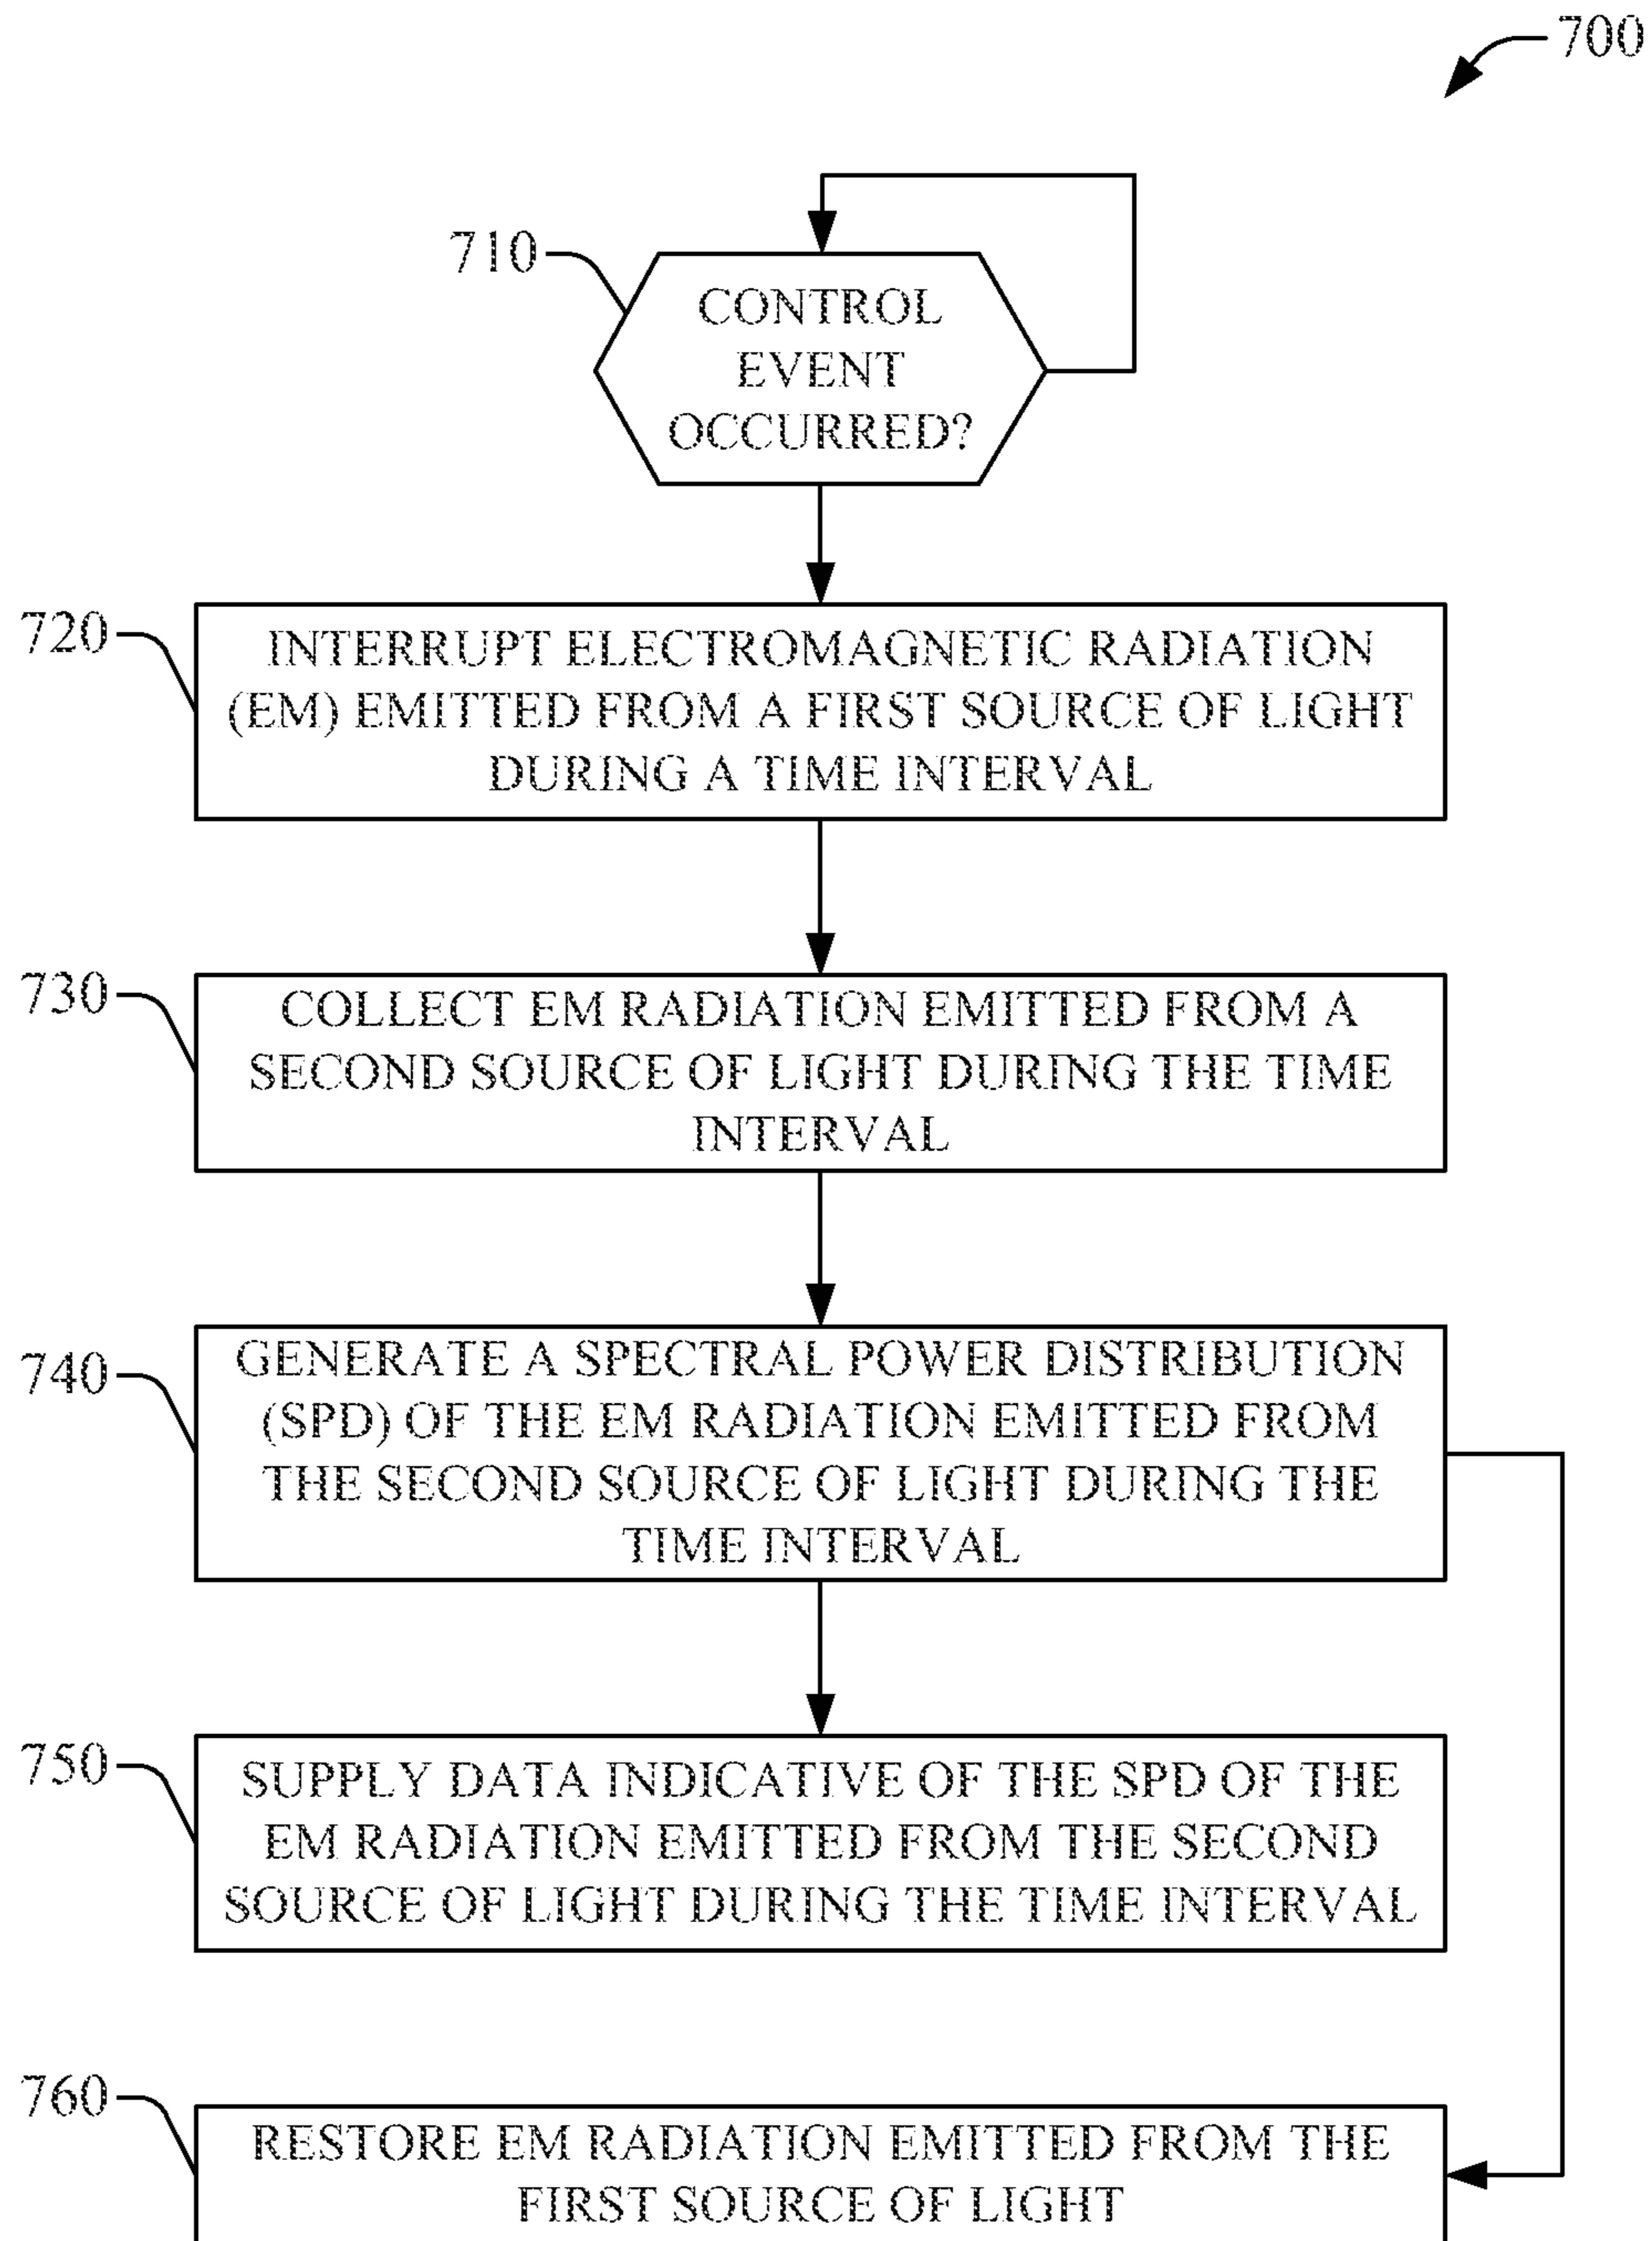 700
710
CONTROL
EVENT
OCCURRED?
720
INTERRUPT ELECTROMAGNETIC RADIATION
(EM) EMITTED FROM A FIRST SOURCE OF LIGHT
DURING A TIME INTERVAL
730
COLLECT EM RADIATION EMITTED FROM A
SECOND SOURCE OF LIGHT DURING THE TIME
INTERVAL
740
GENERATE A SPECTRAL POWER DISTRIBUTION
(SPD) OF THE EM RADIATION EMITTED FROM
THE SECOND SOURCE OF LIGHT DURING THE
TIME INTERVAL
750
SUPPLY DATA INDICATIVE OF THE SPD OF THE
EM RADIATION EMITTED FROM THE SECOND
SOURCE OF LIGHT DURING THE TIME INTERVAL
760
RESTORE EM RADIATION EMITTED FROM THE
FIRST SOURCE OF LIGHT